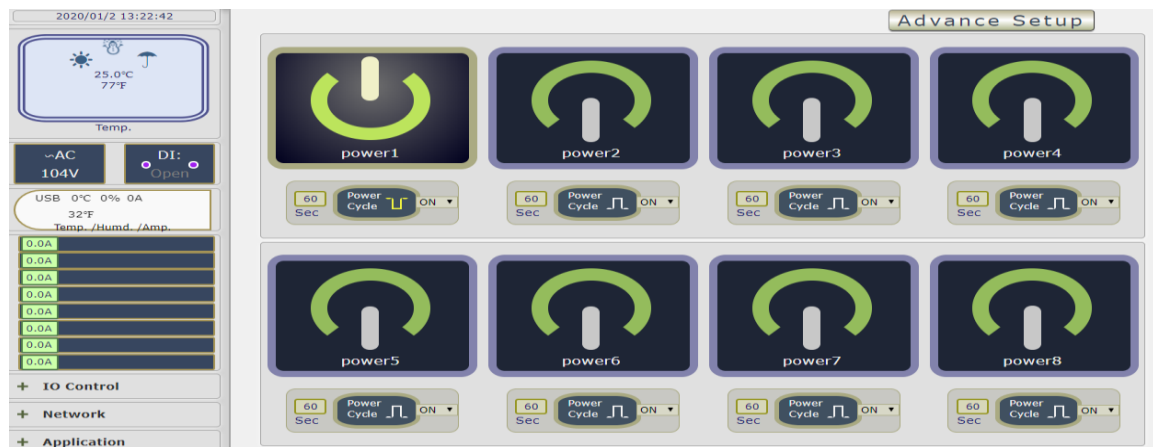 2020/01/2 13:22:42
25.0°C
77°F
Temp.
~AC
104V
DI:
Open
USB 0°C 0% 0A
32°F
Temp. /Humd. /Amp.
0.0A
0.0A
0.0A
0.0A
0.0A
0.0A
0.0A
0.0A
+ IO Control
+ Network
+ Application
Advance Setup
power1
power2
power3
power4
60
Sec
Power
Cycle
ON
60
Sec
Power
Cycle
ON
60
Sec
Power
Cycle
ON
60
Sec
Power
Cycle
ON
power5
power6
power7
power8
60
Sec
Power
Cycle
ON
60
Sec
Power
Cycle
ON
60
Sec
Power
Cycle
ON
60
Sec
Power
Cycle
ON